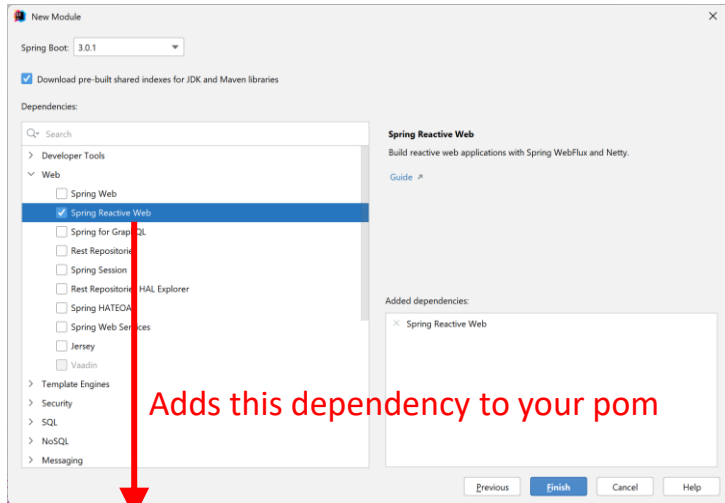 New Module
Spring Boot: 3.0.1
Download pre-built shared indexes for JDK and Maven libraries
Dependencies:
Search
Developer Tools
Web
Spring Web
Spring Reactive Web
Spring for GraphQL
Rest Repositories
Spring Session
Rest Repositories HAL Explorer
Spring HATEOAS
Spring Web Services
Jersey
Vaadin
Template Engines
Security
SQL
NoSQL
Messaging
Spring Reactive Web
Build reactive web applications with Spring WebFlux and Netty.
Guide
Added dependencies:
Spring Reactive Web
Adds this dependency to your pom
Previous
Finish
Cancel
Help